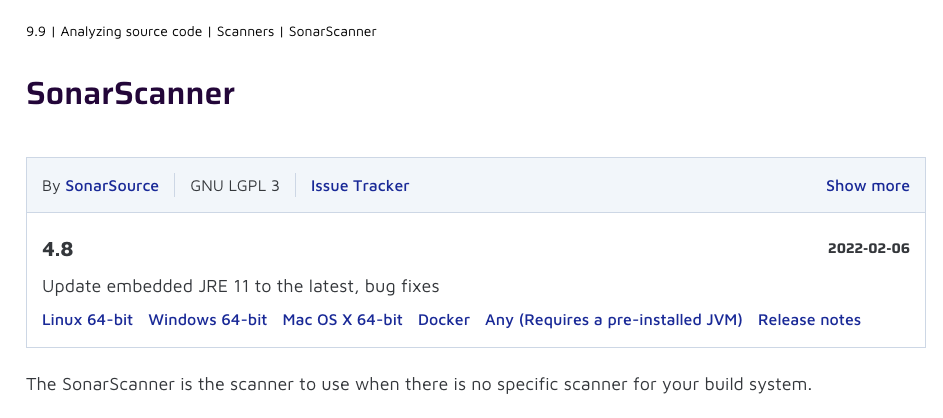 9.9 | Analyzing source code | Scanners | SonarScanner
SonarScanner
By SonarSource | GNU LGPL 3 | Issue Tracker Show more
4.8 2022-02-06
Update embedded JRE 11 to the latest, bug fixes
Linux 64-bit Windows 64-bit Mac OS X 64-bit Docker Any (Requires a pre-installed JVM) Release notes
The SonarScanner is the scanner to use when there is no specific scanner for your build system.